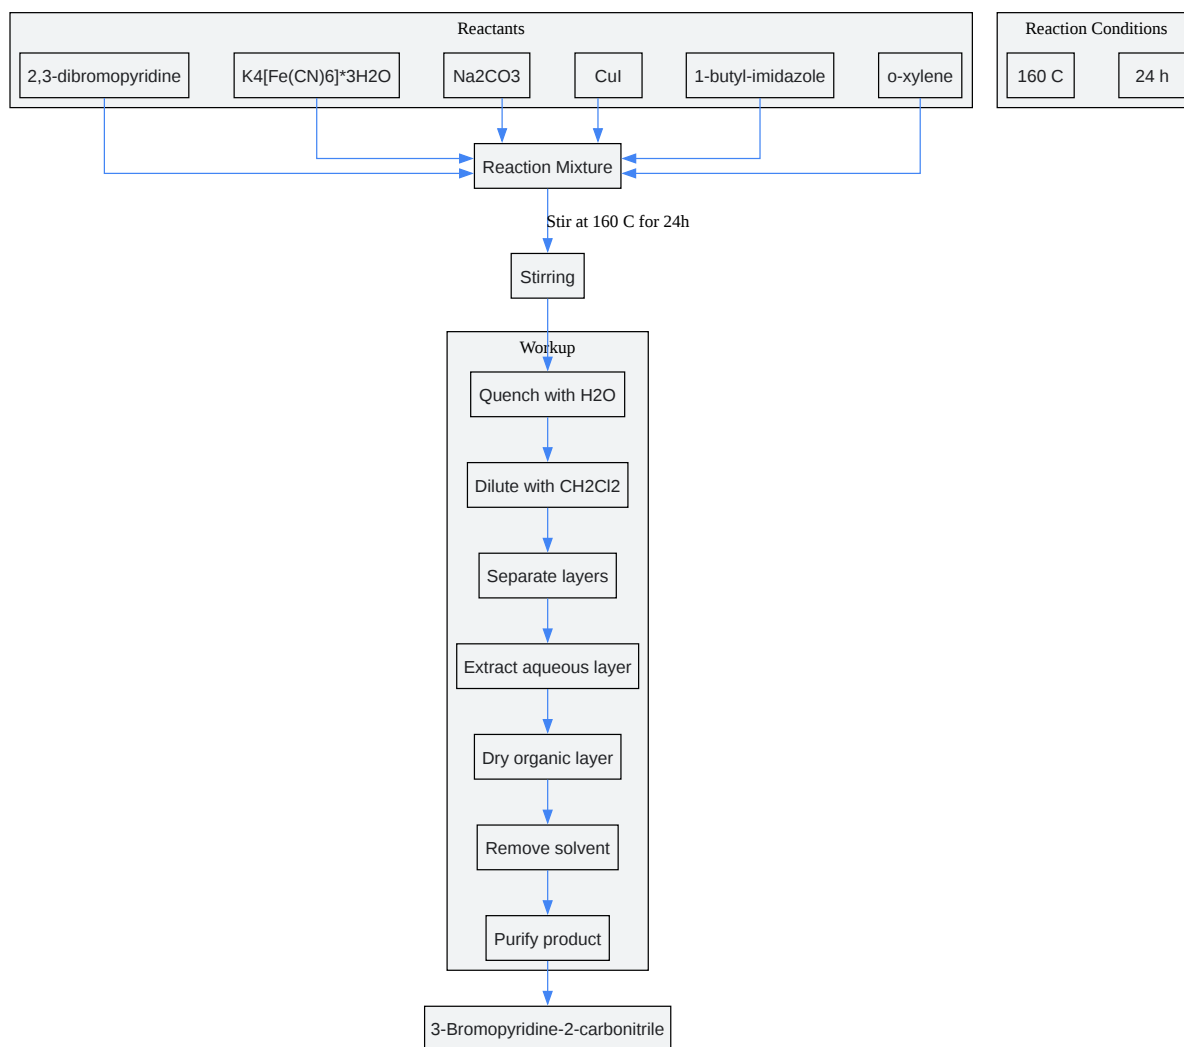 Reactants
Reaction Conditions
2,3-dibromopyridine
K4[Fe(CN)6]*3H2O
Na2CO3
CuI
1-butyl-imidazole
o-xylene
160 C
24 h
Reaction Mixture
Stir at 160 C for 24h
Stirring
Workup
Quench with H2O
Dilute with CH2Cl2
Separate layers
Extract aqueous layer
Dry organic layer
Remove solvent
Purify product
3-Bromopyridine-2-carbonitrile